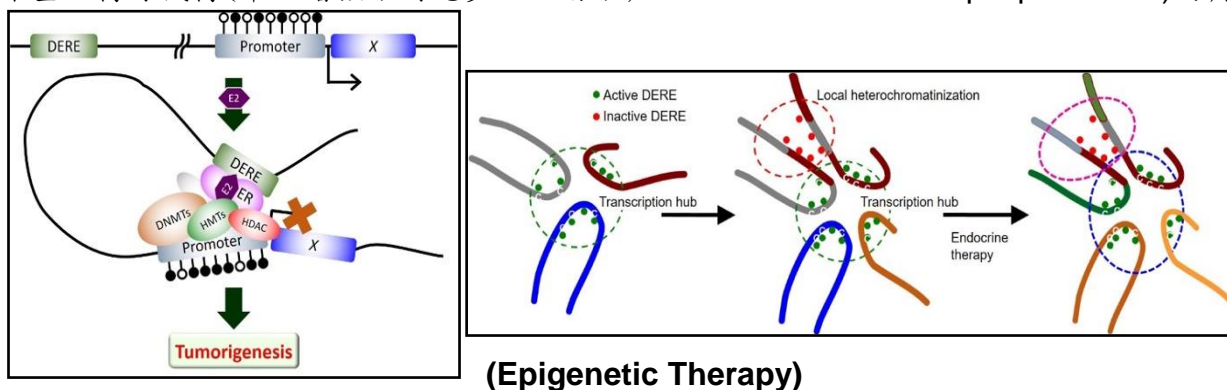 DERE
Promoter
X
E2
DERE
E2
ER
DNMTs
HMTs
HDAC
Promoter
X
Tumorigenesis
Active DERE
Inactive DERE
Local heterochromatinization
Transcription hub
Transcription hub
Endocrine
therapy
(Epigenetic Therapy)